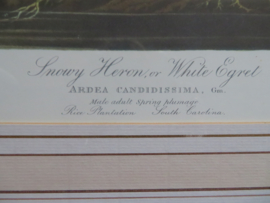 Snowy Heron, or White Egret
ARDEA CANDIDISSIMA, Gm.
Male adult Spring plumage
Rice Plantation South Carolina.